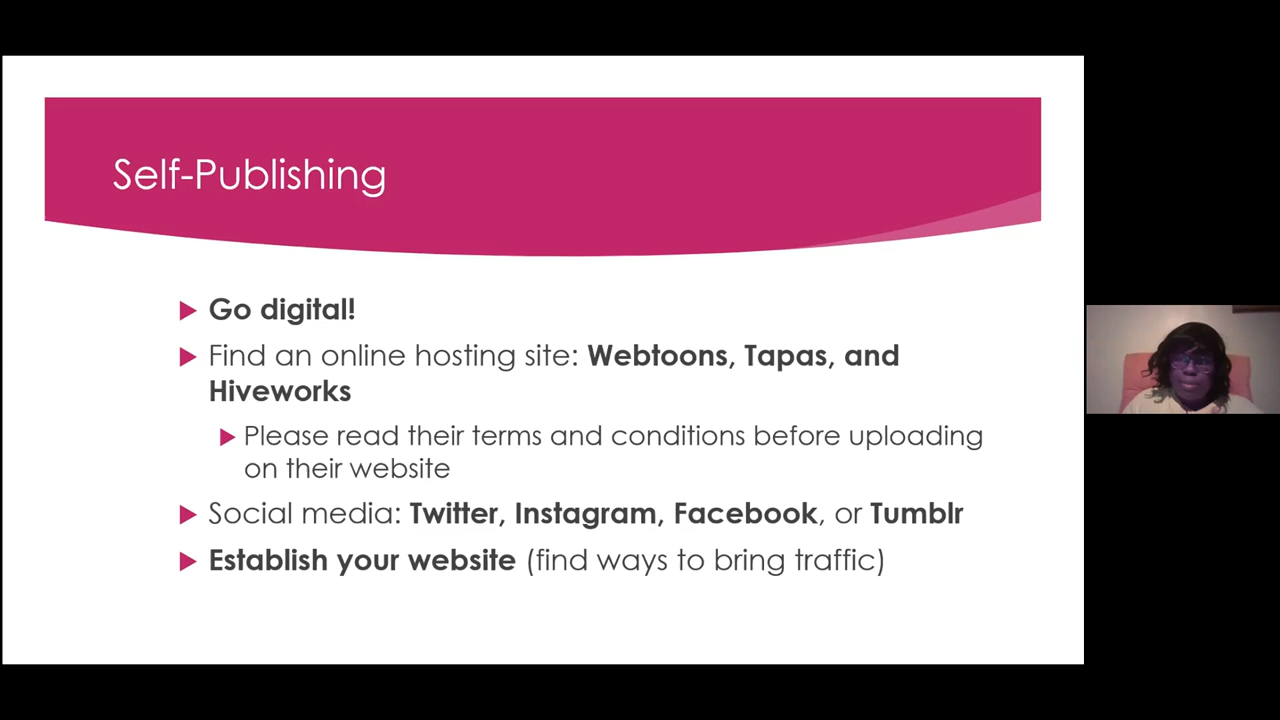 Self-Publishing
Go digital!
Find an online hosting site: Webtoons, Tapas, and
Hiveworks
Please read their terms and conditions before uploading
on their website
Social media: Twitter, Instagram, Facebook, or Tumblr
Establish your website (find ways to bring traffic)